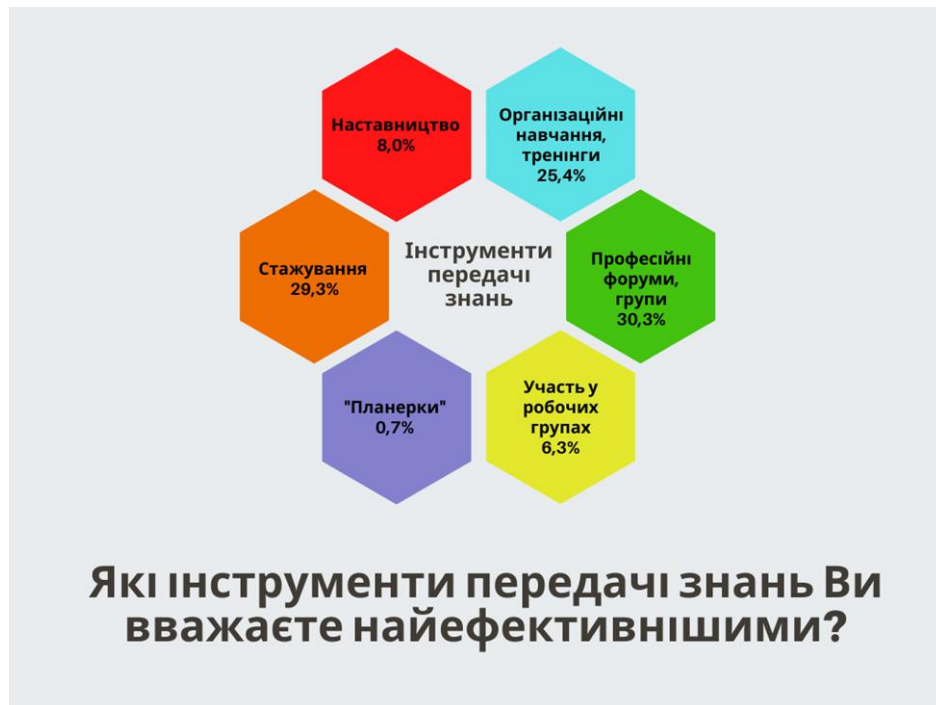 Наставництво
8,0%
Організаційні
навчання,
тренінги
25,4%
Стажування
29,3%
Інструменти
передачі
знань
Професійні
форуми,
групи
30,3%
"Планерки"
0,7%
Участь у
робочих
групах
6,3%
Які інструменти передачі знань Ви
вважаєте найефективнішими?